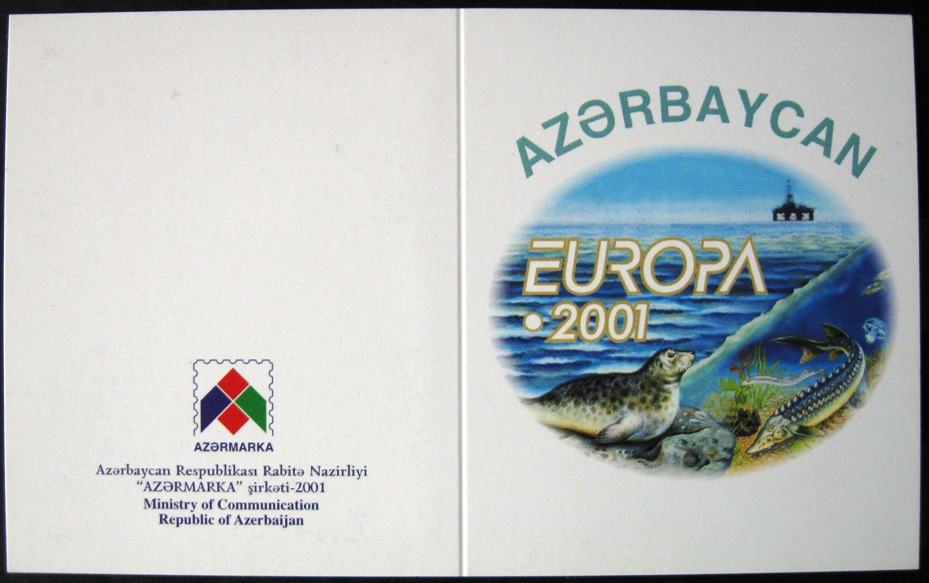 AZƏRMARKA
Azərbaycan Respublikası Rabitə Nazirliyi
“AZƏRMARKA” şirkəti-2001
Ministry of Communication
Republic of Azerbaijan
AZƏRBAYCAN
EUROPA
•2001